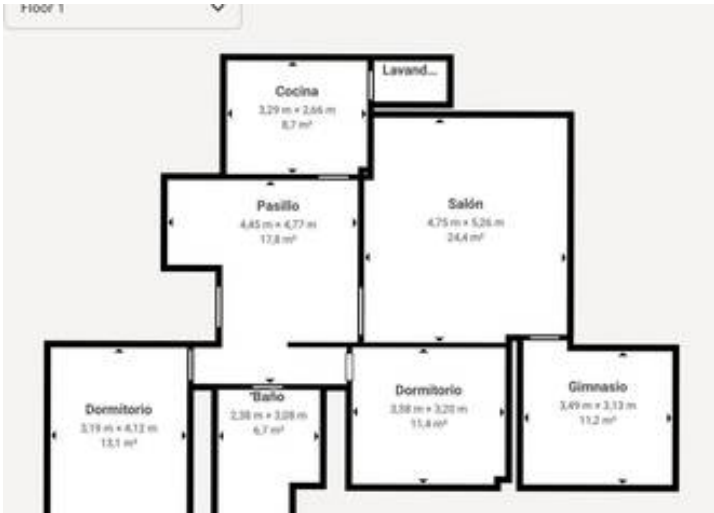 Floor 1
Lavand...
Cocina
3,29 m × 2,66 m
8,7 m²
Pasillo
4,45 m × 4,77 m
17,8 m²
Salón
4,75 m × 5,26 m
24,4 m²
Dormitorio
3,19 m × 4,12 m
13,1 m²
Baño
2,38 m × 3,08 m
6,7 m²
Dormitorio
3,58 m × 3,20 m
11,4 m²
Gimnasio
3,49 m × 3,13 m
11,2 m²